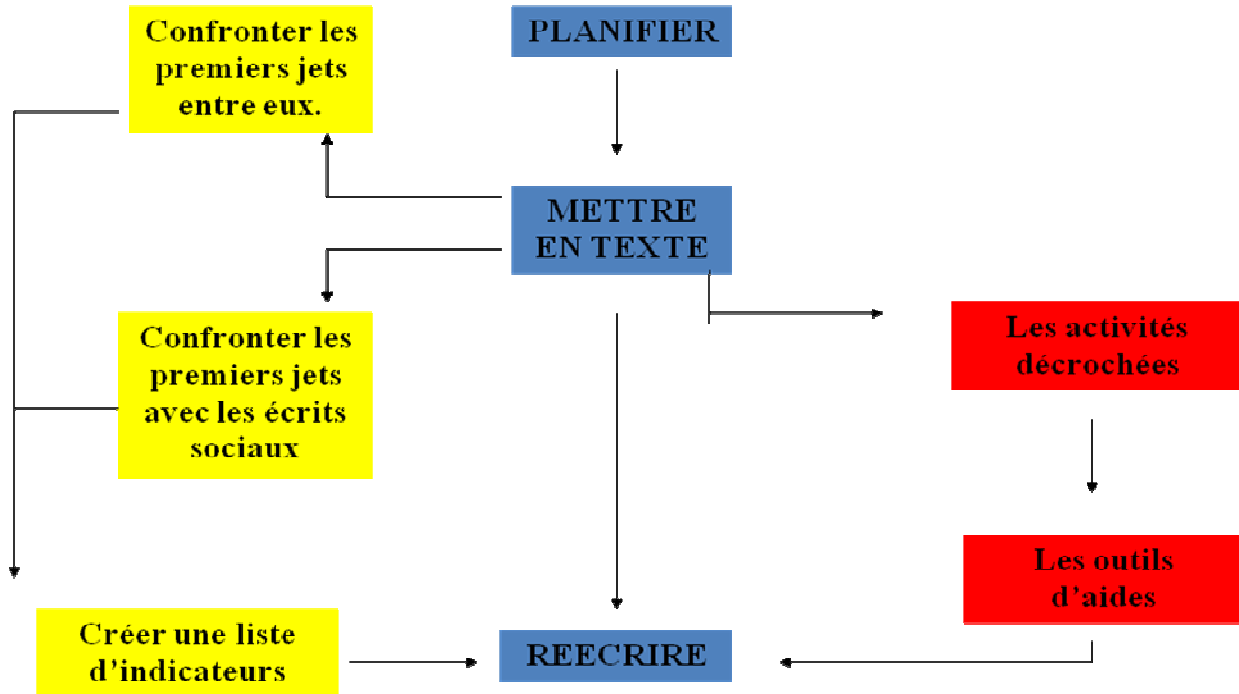 Confronter les
premiers jets
entre eux.
PLANIFIER
METTRE
EN TEXTE
Confronter les
premiers jets
avec les écrits
sociaux
Les activités
décrochées
Les outils
d’aides
Créer une liste
d’indicateurs
REECRIRE